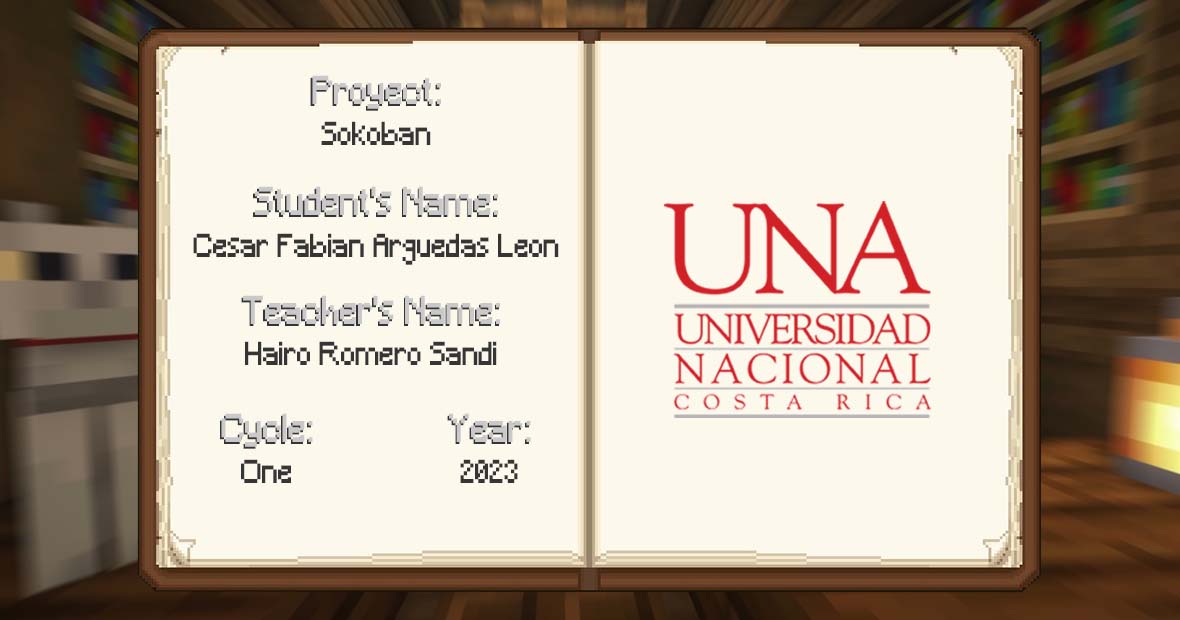 Proyect:
Sokoban
Student's Name:
Cesar Fabian Arguedas Leon
Teacher's Name:
Hairo Romero Sandi
Cycle: Year:
One 2023
UNA
UNIVERSIDAD
NACIONAL
COSTA RICA